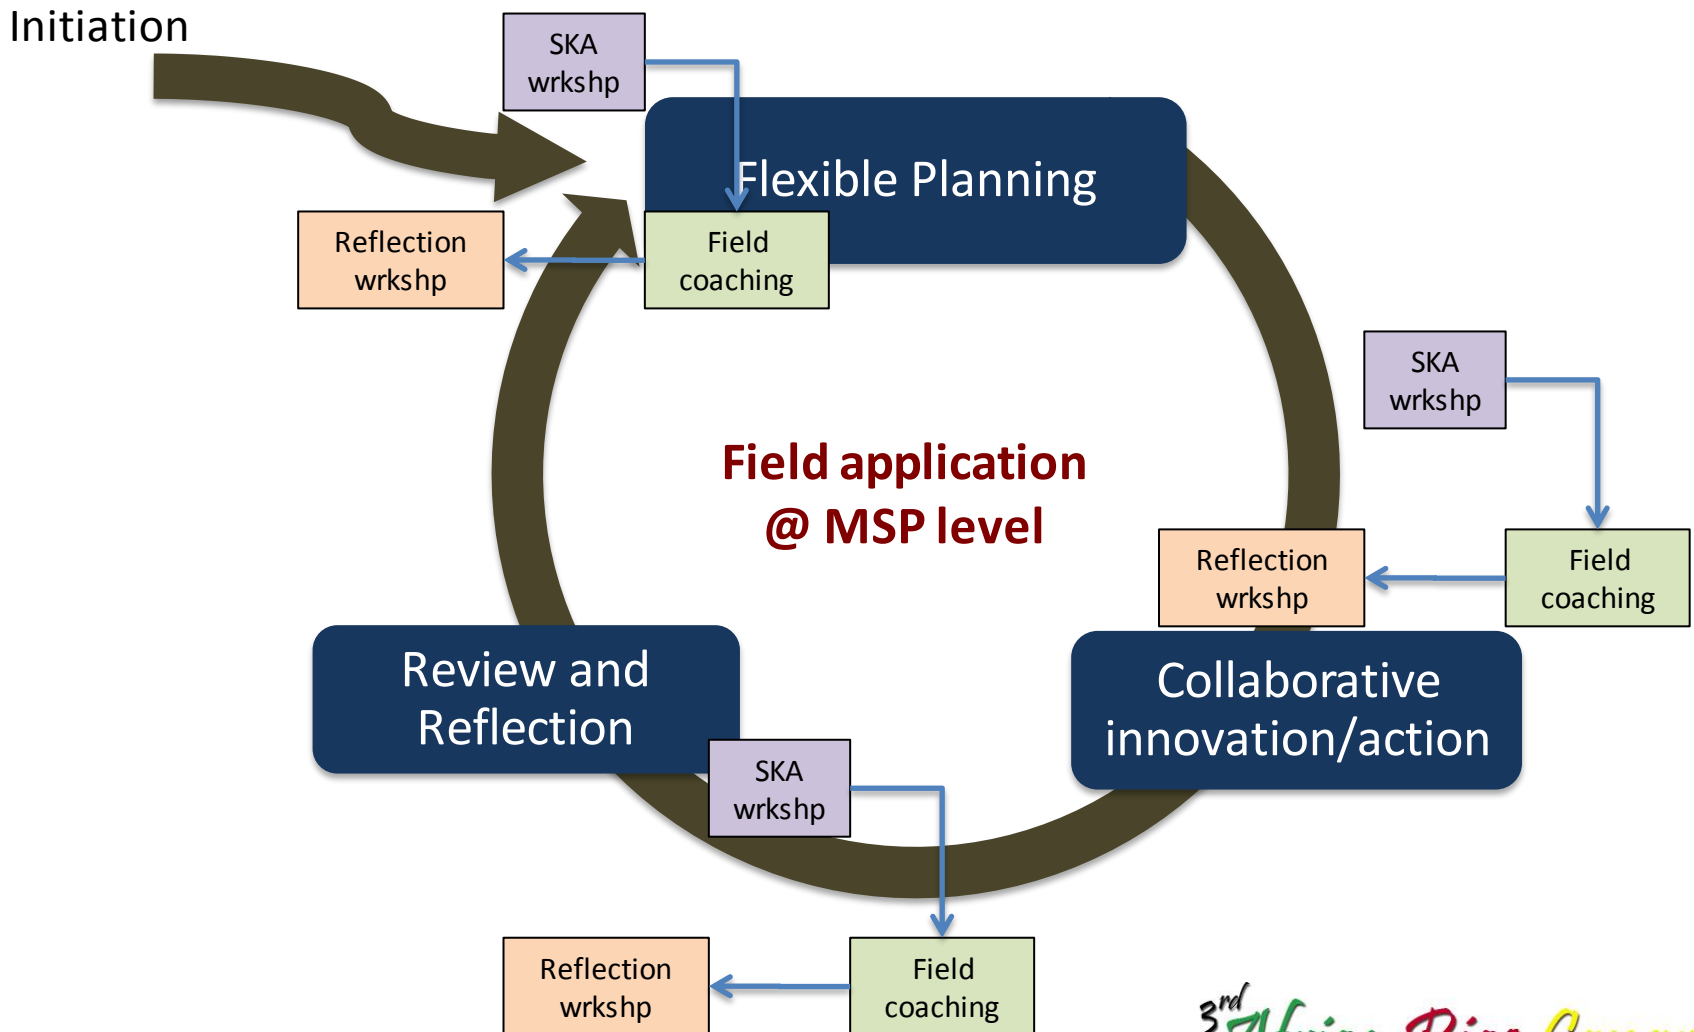 Initiation
SKA
wrkshp
Flexible Planning
Reflection
wrkshp
Field
coaching
SKA
wrkshp
Field application
@ MSP level
Reflection
wrkshp
Field
coaching
Review and
Reflection
Collaborative
innovation/action
SKA
wrkshp
Reflection
wrkshp
Field
coaching
3rd